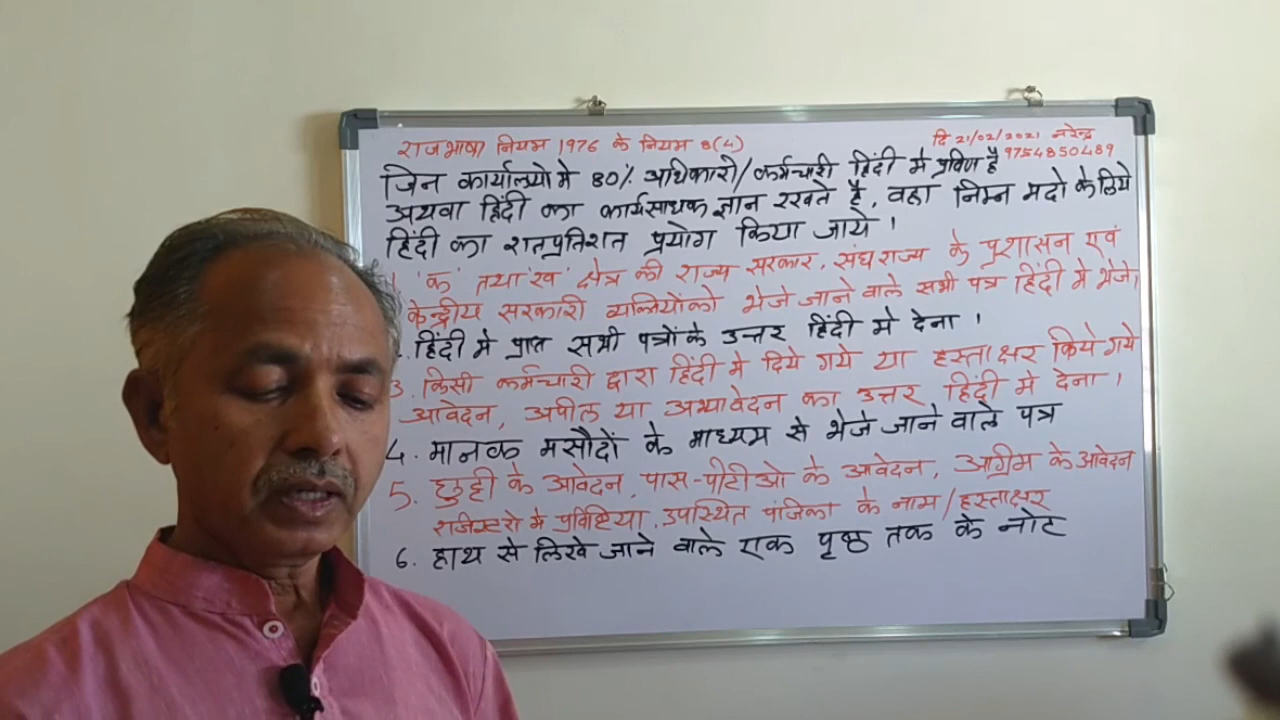 राजभाषा नियम 1976 के नियम 8(4)
दि 21/02/2021 नरेन्द्र
9754850489
जिन कार्यालयो मे 80% अधिकारी/कर्मचारी हिंदी मे प्रविण है
अथवा हिंदी का कार्यसाधक ज्ञान रखते है, वहा निम्न मदो के लिये
हिंदी का शतप्रतिशत प्रयोग किया जाये।
1. 'क' तथा 'ख' क्षेत्र की राज्य सरकार, संघ राज्य के प्रशासन एवं
केन्द्रीय सरकारी व्यक्तियोको भेजे जाने वाले सभी पत्र हिंदी मे भेजे।
. हिंदी मे प्राप्त सभी पत्रों के उत्तर हिंदी मे देना।
3. किसी कर्मचारी द्वारा हिंदी मे दिये गये या हस्ताक्षर किये गये
आवेदन, अपील या अभ्यावेदन का उत्तर हिंदी मे देना।
4. मानक मसौदों के माध्यम से भेजे जाने वाले पत्र
5. छुट्टी के आवेदन, पास-पीटीओ के आवेदन, आग्रीम के आवेदन
राजिस्टरो मे प्रविष्टिया, उपस्थित पंजिका के नाम/हस्ताक्षर
6. हाथ से लिखे जाने वाले एक पृष्ठ तक के नोट